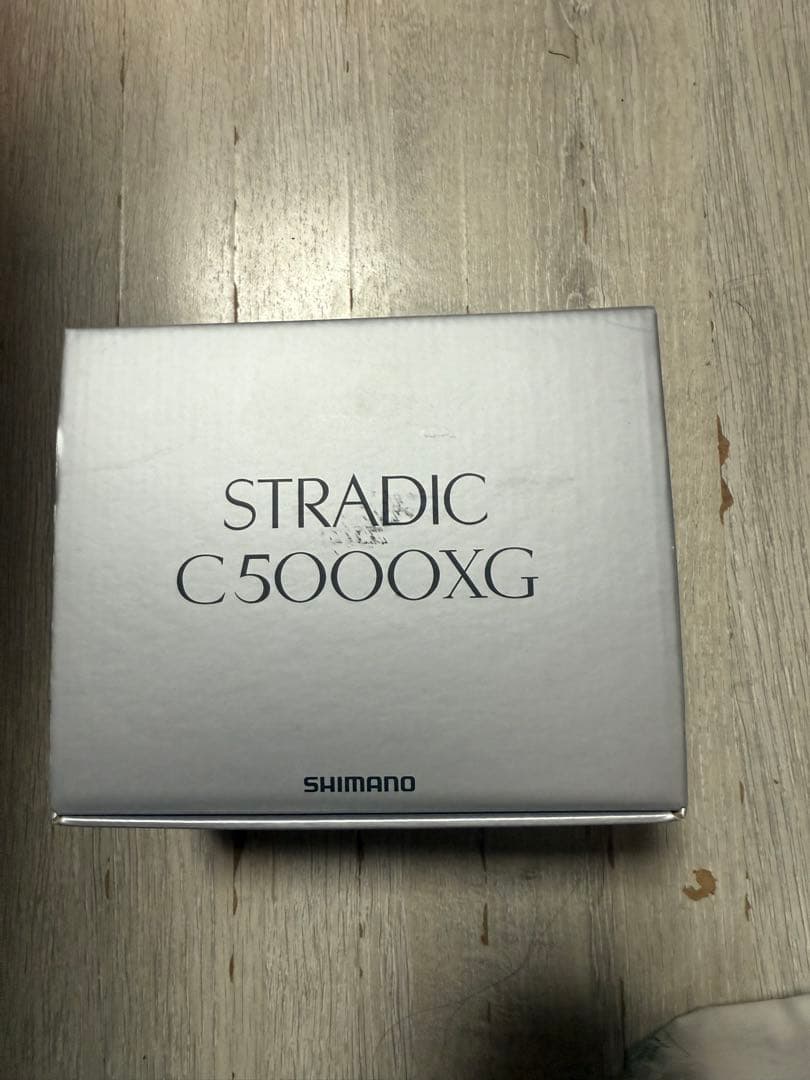 STRADIC
C5000XG
SHIMANO